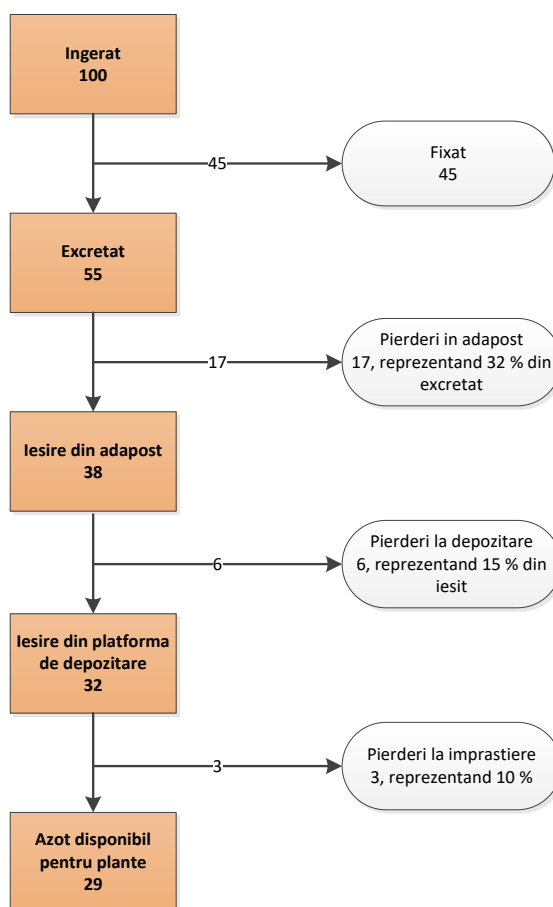 Ingerat
100
45
Fixat
45
Excretat
55
17
Pierderi in adapost
17, reprezentand 32 % din
excretat
Iesire din adapost
38
6
Pierderi la depozitare
6, reprezentand 15 % din
iesit
Iesire din platforma
de depozitare
32
3
Pierderi la imprastiere
3, reprezentand 10 %
Azot disponibil
pentru plante
29